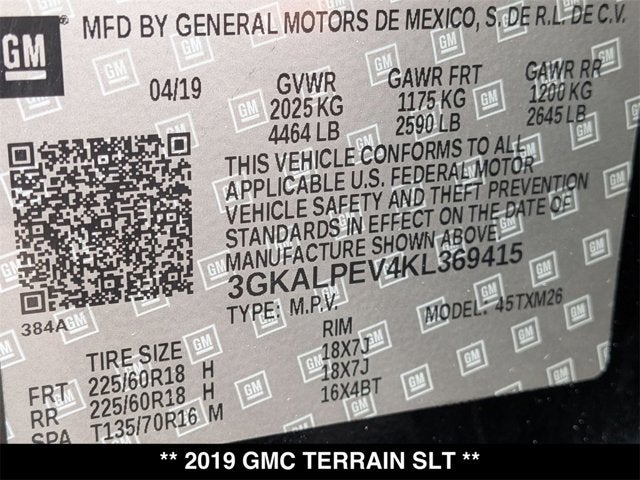 GM
MFD BY GENERAL MOTORS DE MEXICO, S. DE R.L. DE C.V.
04/19 GVWR GAWR FRT GAWR RR
2025 KG 1175 KG 1200 KG
4464 LB 2590 LB 2645 LB
THIS VEHICLE CONFORMS TO ALL
APPLICABLE U.S. FEDERAL MOTOR
VEHICLE SAFETY AND THEFT PREVENTION
STANDARDS IN EFFECT ON THE DATE OF
MANUFACTURE SHOWN ABOVE
3GKALPEV4KL369415
384A TYPE: M.P.V. MODEL: 45TXM26
TIRE SIZE RIM
FRT 225/60R18 H 18X7J
RR 225/60R18 H 18X7J
SPA T135/70R16 M 16X4BT
** 2019 GMC TERRAIN SLT **